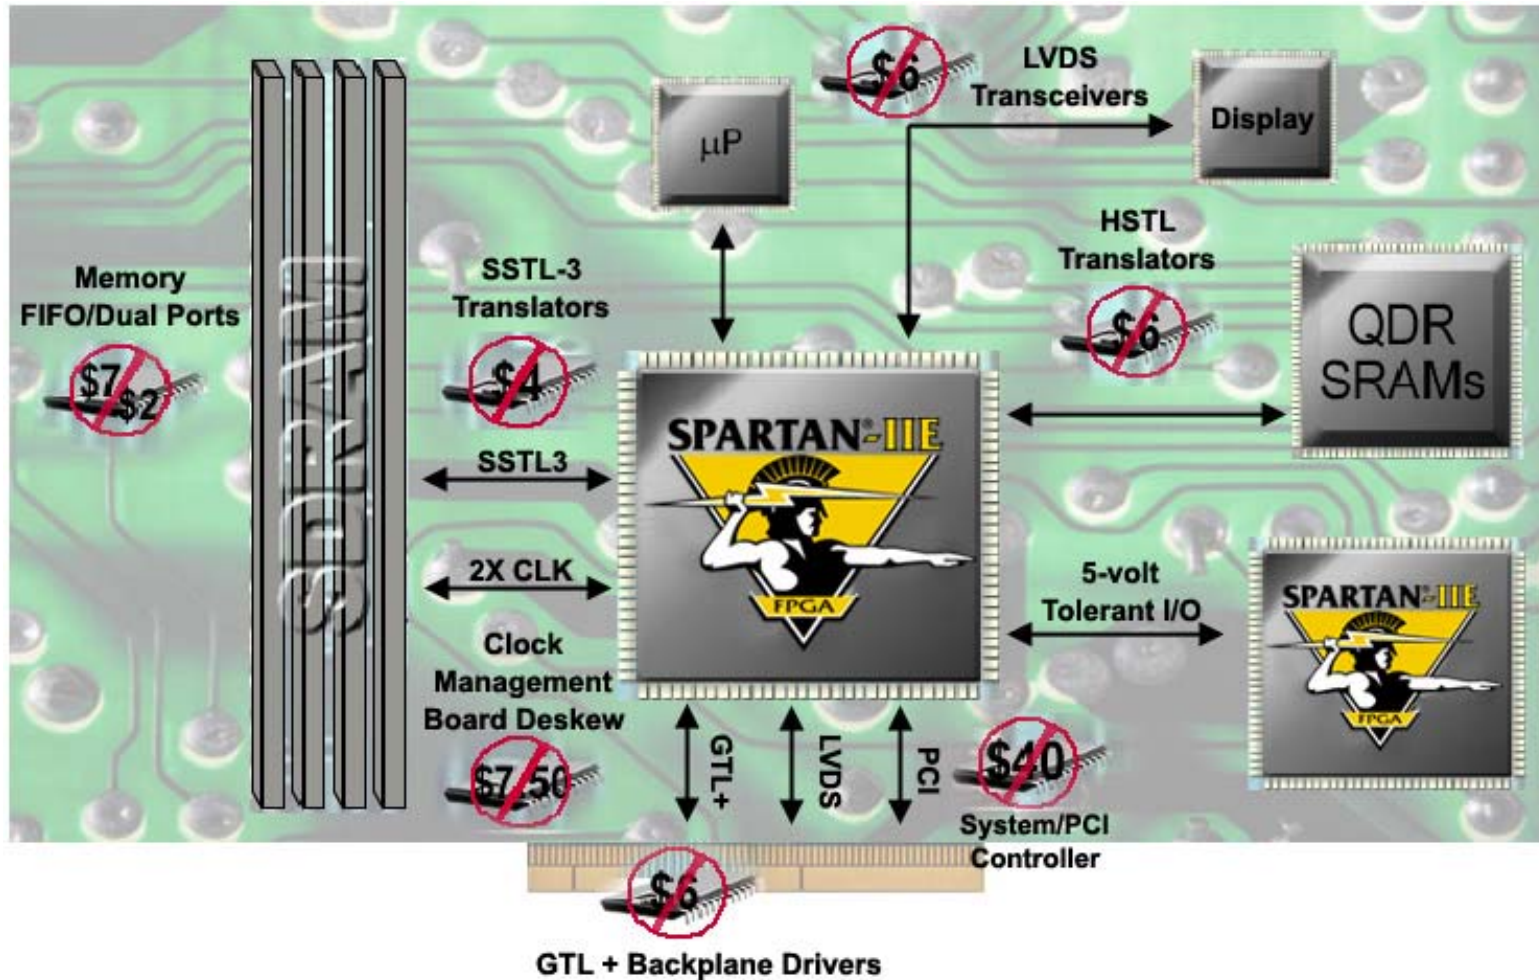 $6
LVDS
Transceivers
µP
Display
HSTL
Translators
$6
QDR
SRAMs
Memory
FIFO/Dual Ports
$7
$2
SDRAM
SSTL-3
Translators
$4
SSTL3
2X CLK
Clock
Management
Board Deskew
$7.50
SPARTAN®-IIE
FPGA
5-volt
Tolerant I/O
SPARTAN®-IIE
FPGA
GTL+
LVDS
PCI
$40
System/PCI
Controller
$6
GTL + Backplane Drivers